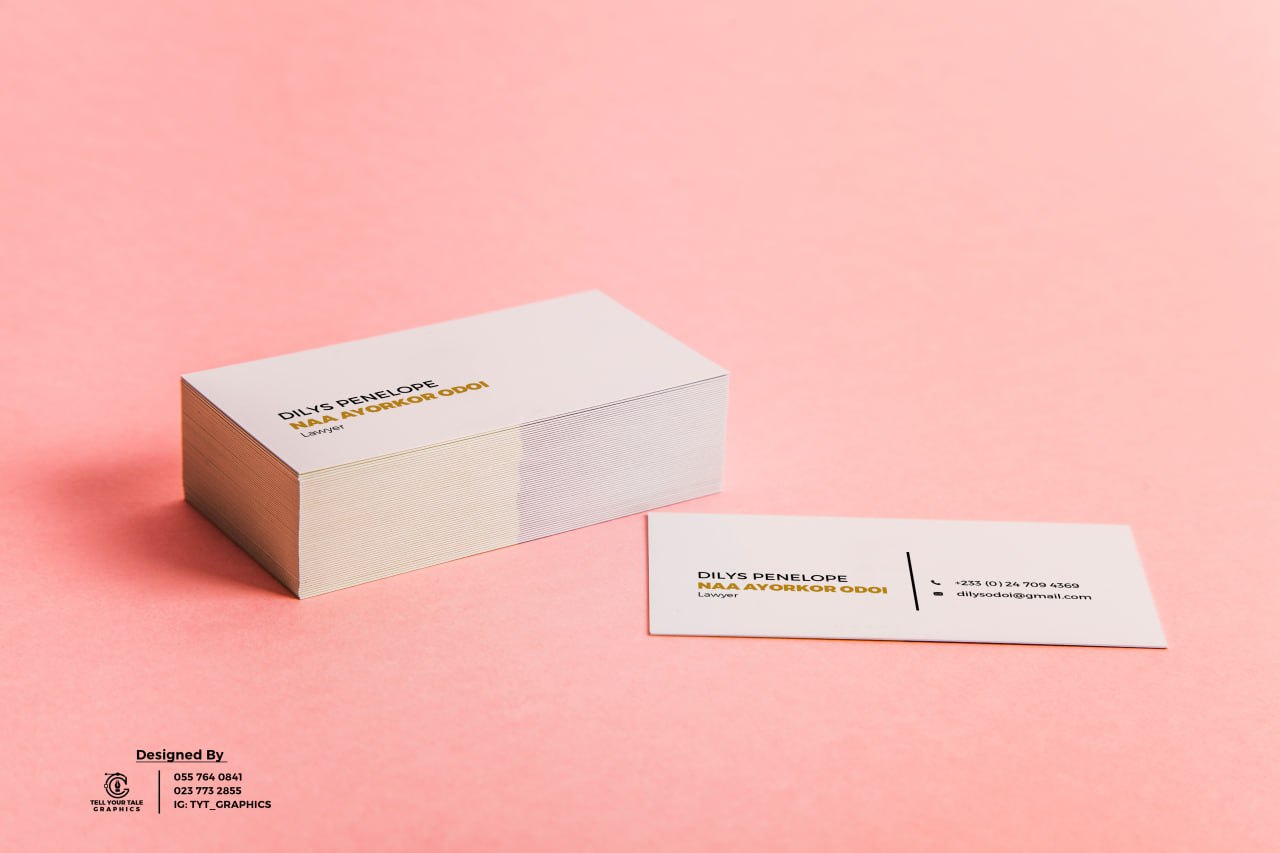 DILYS PENELOPE
NAA AYORKOR ODOI
Lawyer
DILYS PENELOPE
NAA AYORKOR ODOI
Lawyer
+233 (0) 24 709 4369
dilysodoi@gmail.com
Designed By
TELL YOUR TALE
GRAPHICS
055 764 0841
023 773 2855
IG: TYT_GRAPHICS